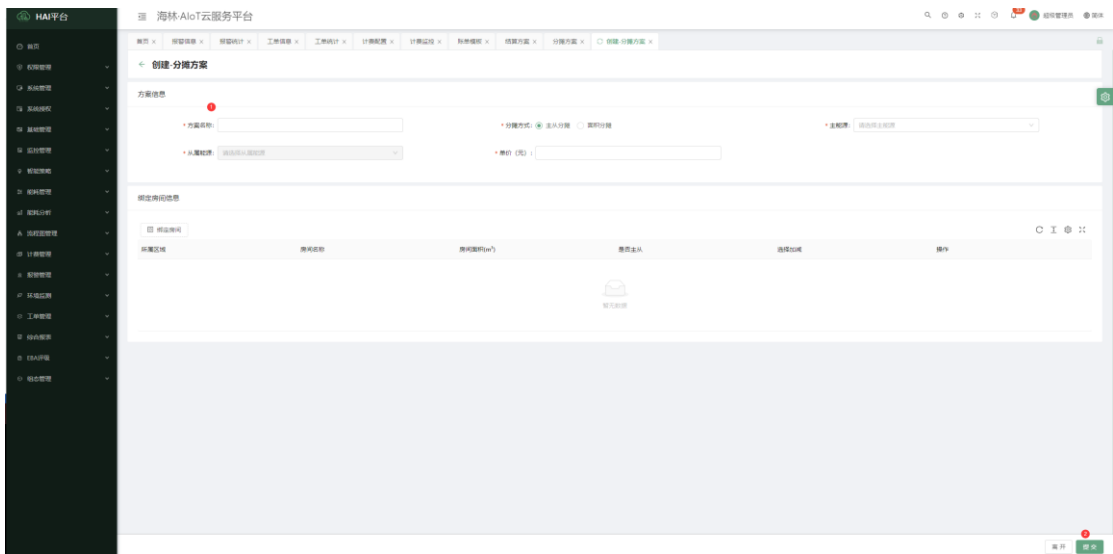 HAI平台
海林·AIoT云服务平台
超级管理员
简体
首页 报警信息 报警统计 工单信息 工单统计 计费配置 计费监控 账单模板 结算方案 分摊方案 创建-分摊方案
首页
权限管理
系统管理
系统授权
基础管理
监控管理
智能策略
能耗管理
能耗分析
流程图管理
计费管理
报警管理
环境监测
工单管理
综合报表
EBA评稿
组态管理
← 创建-分摊方案
方案信息
1
* 方案名称:
* 分摊方式: 主从分摊 面积分摊
* 主能源: 请选择主能源
* 从属能源: 请选择从属能源
* 单价（元）:
绑定房间信息
绑定房间
所属区域 房间名称 房间面积(m²) 是否主从 选择加减 操作
暂无数据
2
离 开 提 交